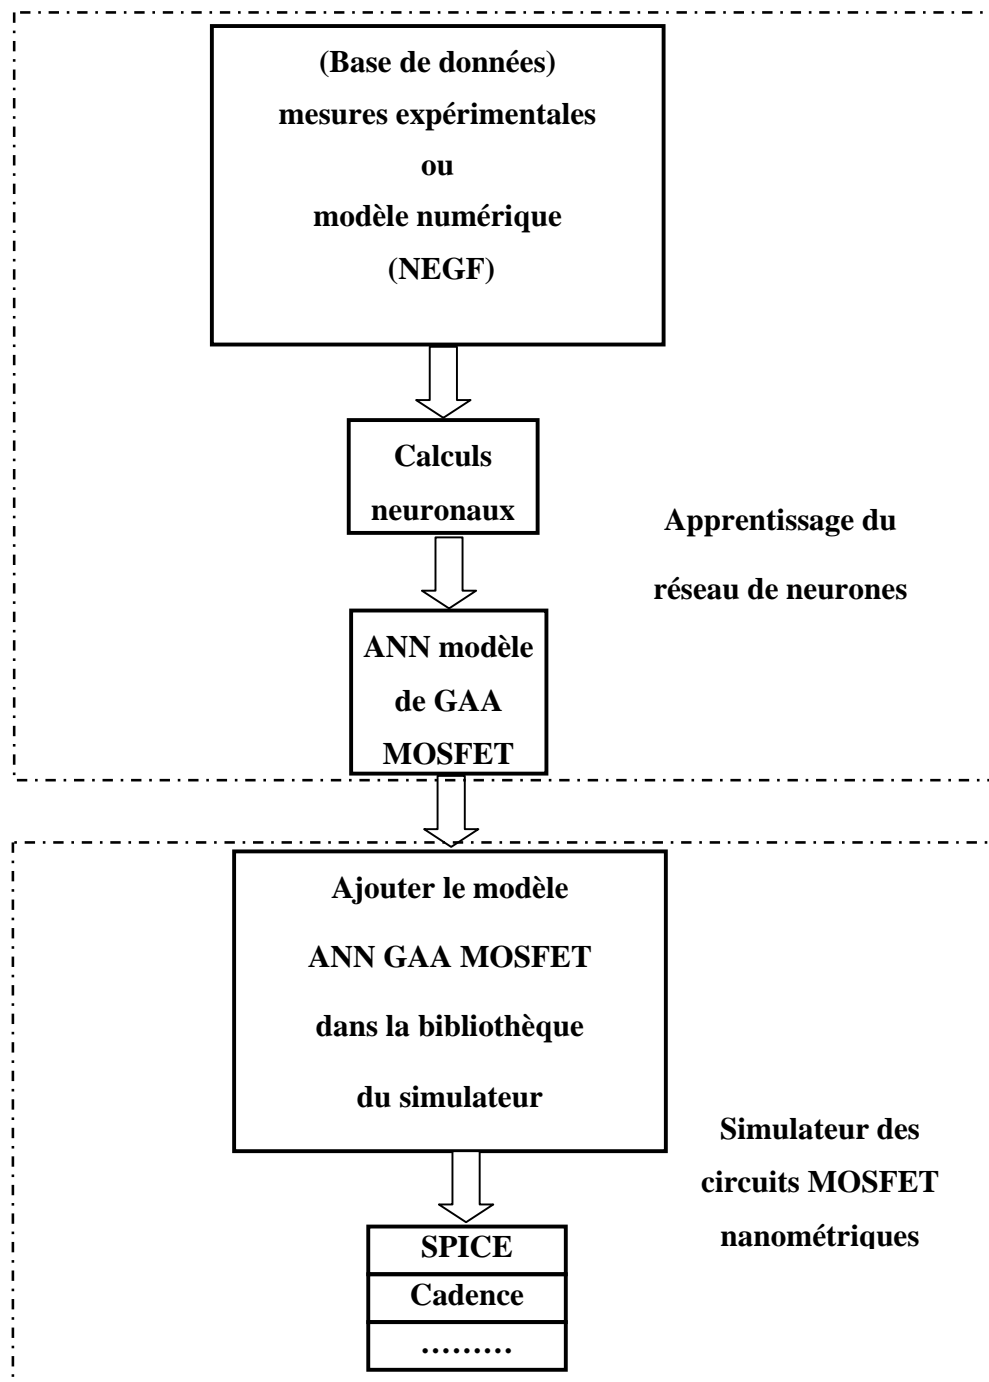 (Base de données)
mesures expérimentales
ou
modèle numérique
(NEGF)
Calculs
neuronaux
Apprentissage du
réseau de neurones
ANN modèle
de GAA
MOSFET
Ajouter le modèle
ANN GAA MOSFET
dans la bibliothèque
du simulateur
Simulateur des
circuits MOSFET
nanométriques
SPICE
Cadence
………